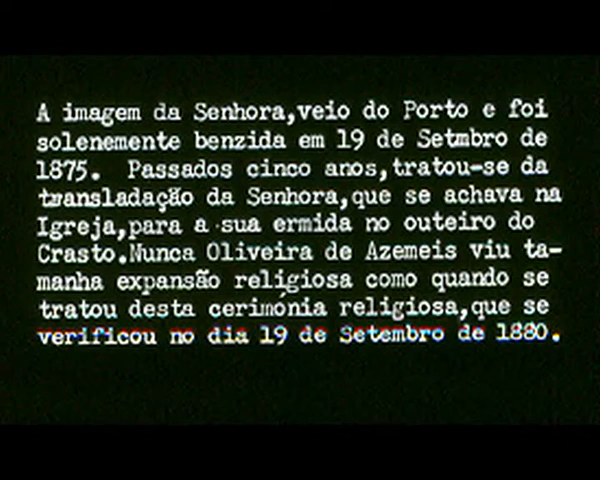 A imagem da Senhora,veio do Porto e foi
solenemente benzida em 19 de Setmbro de
1875. Passados cinco anos,tratou-se da
transladação da Senhora,que se achava na
Igreja,para a sua ermida no outeiro do
Crasto.Nunca Oliveira de Azemeis viu ta-
manha expansão religiosa como quando se
tratou desta cerimónia religiosa,que se
verificou no dia 19 de Setembro de 1880.